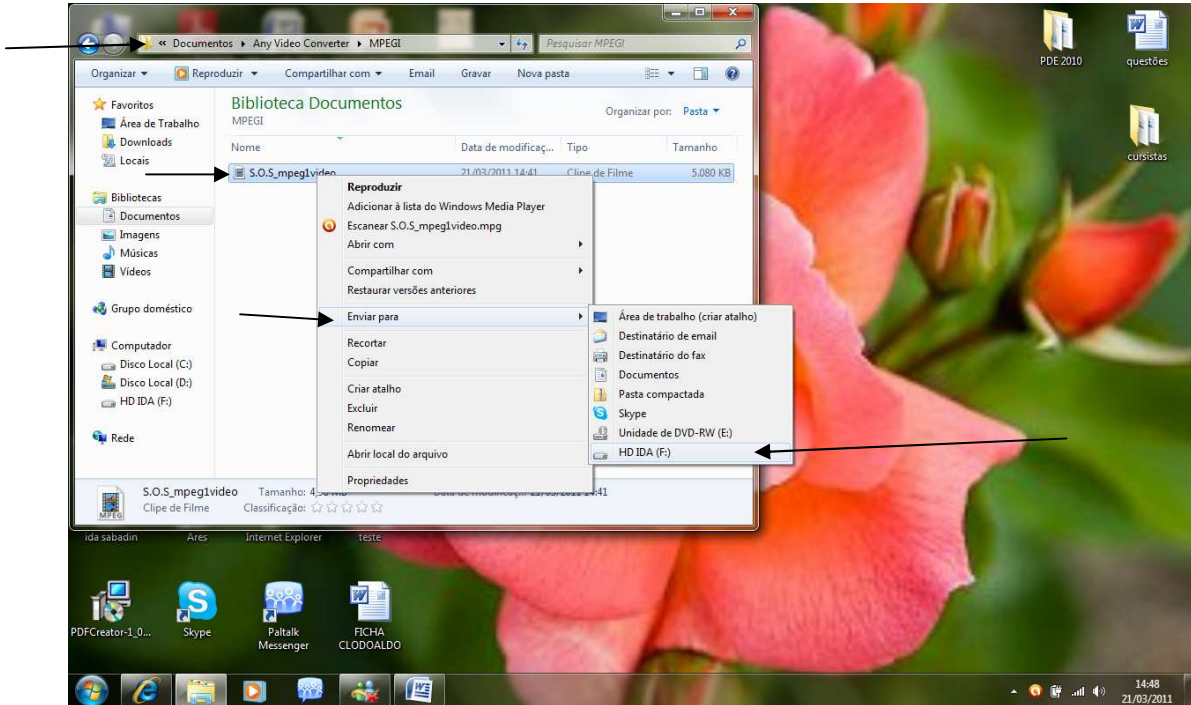 « Documentos ▸ Any Video Converter ▸ MPEGI
Pesquisar MPEGI
Organizar
Reproduzir
Compartilhar com
Email
Gravar
Nova pasta
Favoritos
Área de Trabalho
Downloads
Locais
Bibliotecas
Documentos
Imagens
Músicas
Vídeos
Grupo doméstico
Computador
Disco Local (C:)
Disco Local (D:)
HD IDA (F:)
Rede
Biblioteca Documentos
MPEGI
Organizar por: Pasta
Nome
Data de modificaç...
Tipo
Tamanho
S.O.S_mpeg1video
21/03/2011 14:41
Clipe de Filme
5.080 KB
Reproduzir
Adicionar à lista do Windows Media Player
Escanear S.O.S_mpeg1video.mpg
Abrir com
Compartilhar com
Restaurar versões anteriores
Enviar para
Recortar
Copiar
Criar atalho
Excluir
Renomear
Abrir local do arquivo
Propriedades
Área de trabalho (criar atalho)
Destinatário de email
Destinatário do fax
Documentos
Pasta compactada
Skype
Unidade de DVD-RW (E:)
HD IDA (F:)
MPEG
S.O.S_mpeg1video
Tamanho:
Clipe de Filme
Classificação:
PDE 2010
questões
cursistas
ida sabadin
Ares
Internet Explorer
teste
PDFCreator-1_0...
Skype
Paltalk
Messenger
FICHA
CLODOALDO
14:48
21/03/2011